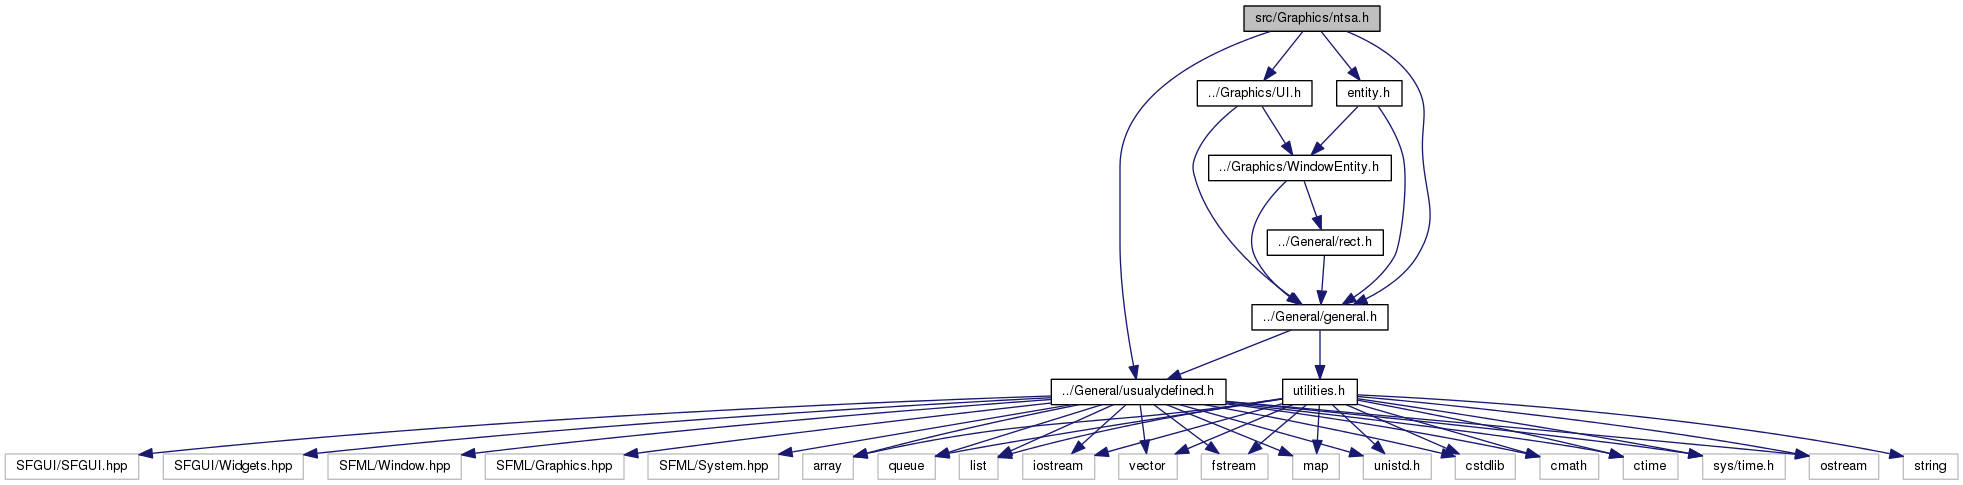 src/Graphics/ntsa.h
../Graphics/UI.h
entity.h
../Graphics/WindowEntity.h
../General/rect.h
../General/general.h
../General/usualydefined.h
utilities.h
SFGUI/SFGUI.hpp
SFGUI/Widgets.hpp
SFML/Window.hpp
SFML/Graphics.hpp
SFML/System.hpp
array
queue
list
iostream
vector
fstream
map
unistd.h
cstdlib
cmath
ctime
sys/time.h
ostream
string